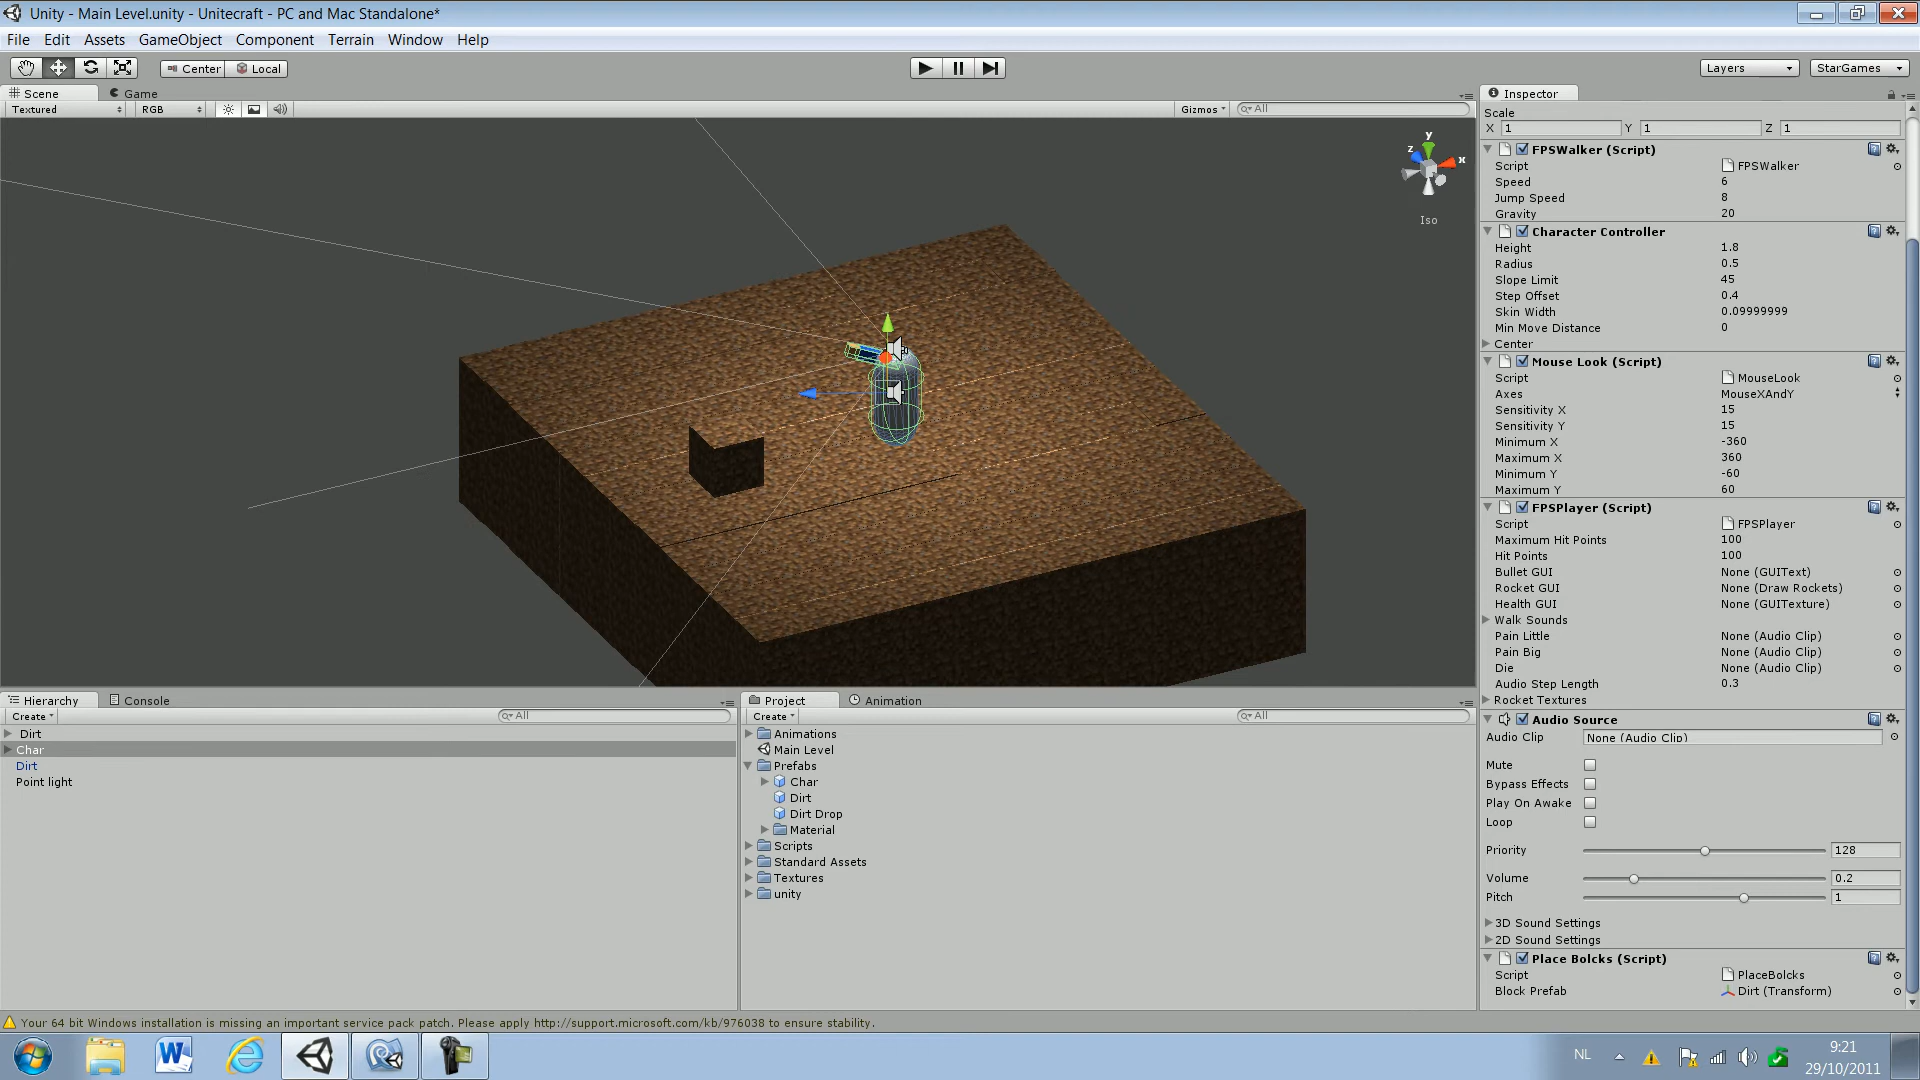 Unity - Main Level.unity - Unitecraft - PC and Mac Standalone*
File Edit Assets GameObject Component Terrain Window Help
Center Local
Layers StarGames
Scene Game
Textured RGB Gizmos All
y
z x
Iso
Inspector
Scale
X 1 Y 1 Z 1
FPSWalker (Script)
Script FPSWalker
Speed 6
Jump Speed 8
Gravity 20
Character Controller
Height 1.8
Radius 0.5
Slope Limit 45
Step Offset 0.4
Skin Width 0.09999999
Min Move Distance 0
Center
Mouse Look (Script)
Script MouseLook
Axes MouseXAndY
Sensitivity X 15
Sensitivity Y 15
Minimum X -360
Maximum X 360
Minimum Y -60
Maximum Y 60
FPSPlayer (Script)
Script FPSPlayer
Maximum Hit Points 100
Hit Points 100
Bullet GUI None (GUIText)
Rocket GUI None (Draw Rockets)
Health GUI None (GUITexture)
Walk Sounds
Pain Little None (Audio Clip)
Pain Big None (Audio Clip)
Die None (Audio Clip)
Audio Step Length 0.3
Rocket Textures
Audio Source
Audio Clip None (Audio Clip)
Mute
Bypass Effects
Play On Awake
Loop
Priority 128
Volume 0.2
Pitch 1
3D Sound Settings
2D Sound Settings
Place Bolcks (Script)
Script PlaceBolcks
Block Prefab Dirt (Transform)
Hierarchy Console
Create All
Dirt
Char
Dirt
Point light
Project Animation
Create All
Animations
Main Level
Prefabs
Char
Dirt
Dirt Drop
Material
Scripts
Standard Assets
Textures
unity
Your 64 bit Windows installation is missing an important service pack patch. Please apply http://support.microsoft.com/kb/976038 to ensure stability.
NL
9:21
29/10/2011